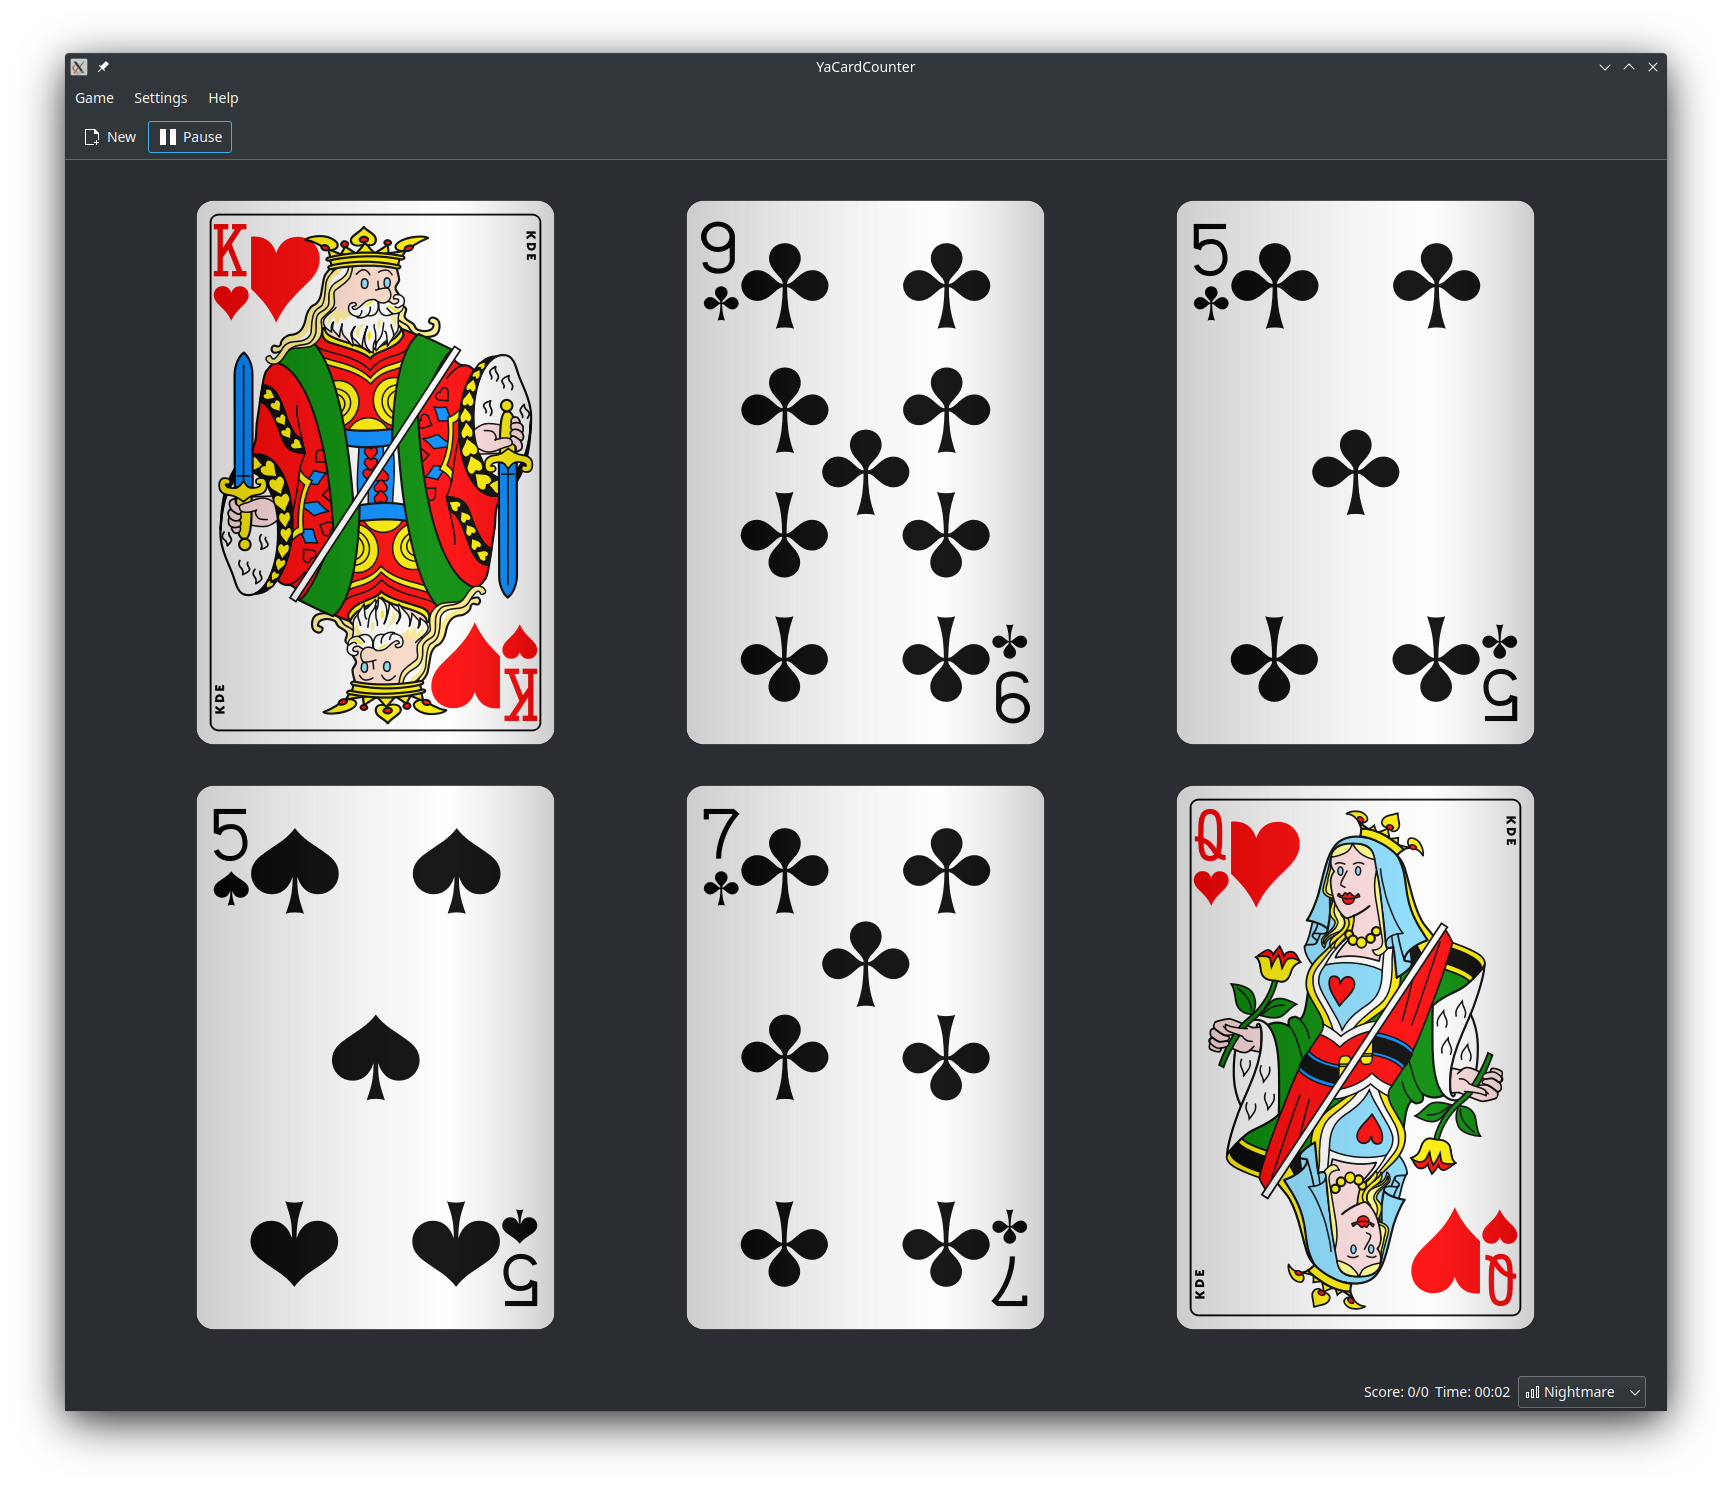 YaCardCounter
Game Settings Help
New Pause
K KDE
9
5
KDE K
9
5
5
7
Q KDE
5
7
KDE Q
Score: 0/0 Time: 00:02 Nightmare